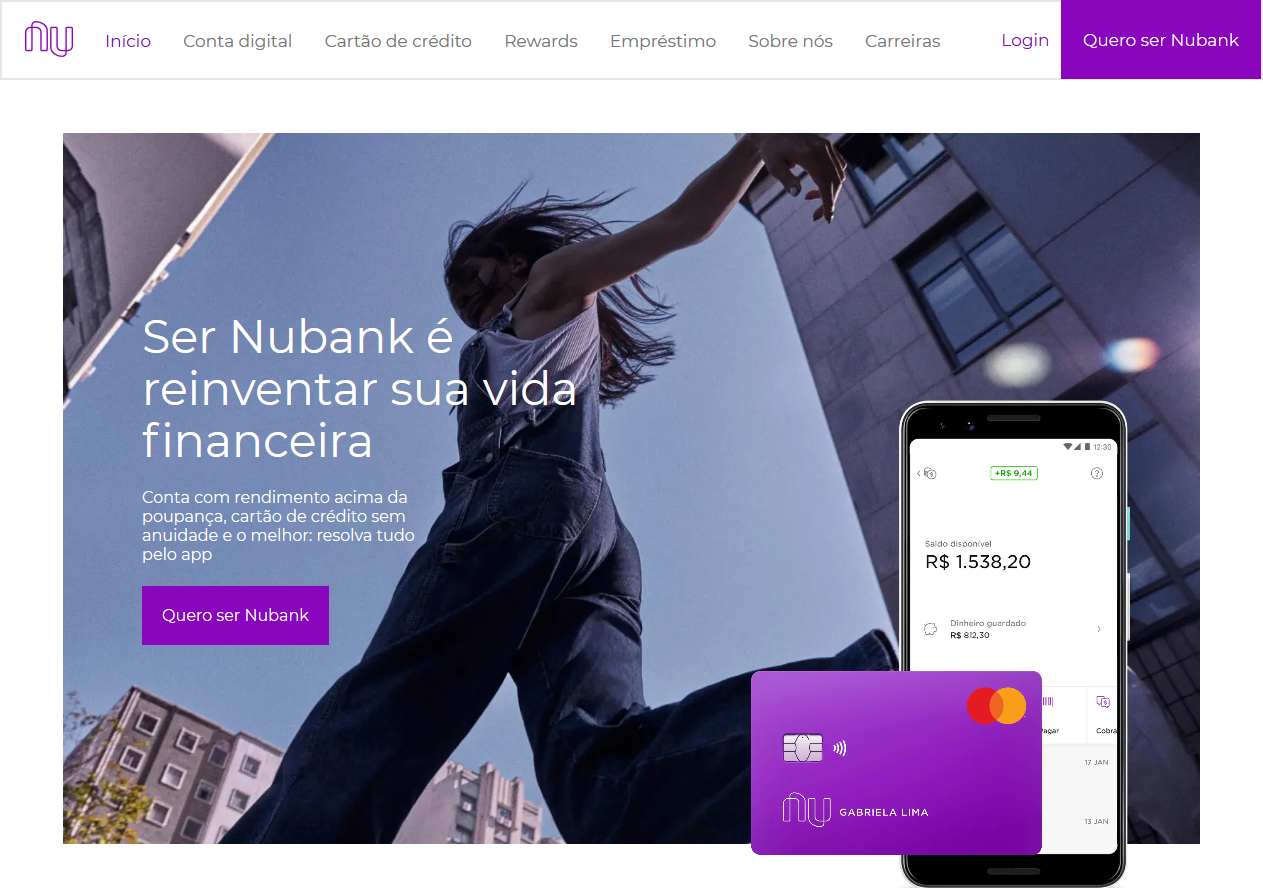 nu
Início
Conta digital
Cartão de crédito
Rewards
Empréstimo
Sobre nós
Carreiras
Login
Quero ser Nubank
Ser Nubank é
reinventar sua vida
financeira
Conta com rendimento acima da
poupança, cartão de crédito sem
anuidade e o melhor: resolva tudo
pelo app
Quero ser Nubank
12:30
+R$ 9,44
?
Saldo disponível
R$ 1.538,20
Dinheiro guardado
R$ 812,30
Pagar
Cobra
17 JAN
13 JAN
nu GABRIELA LIMA